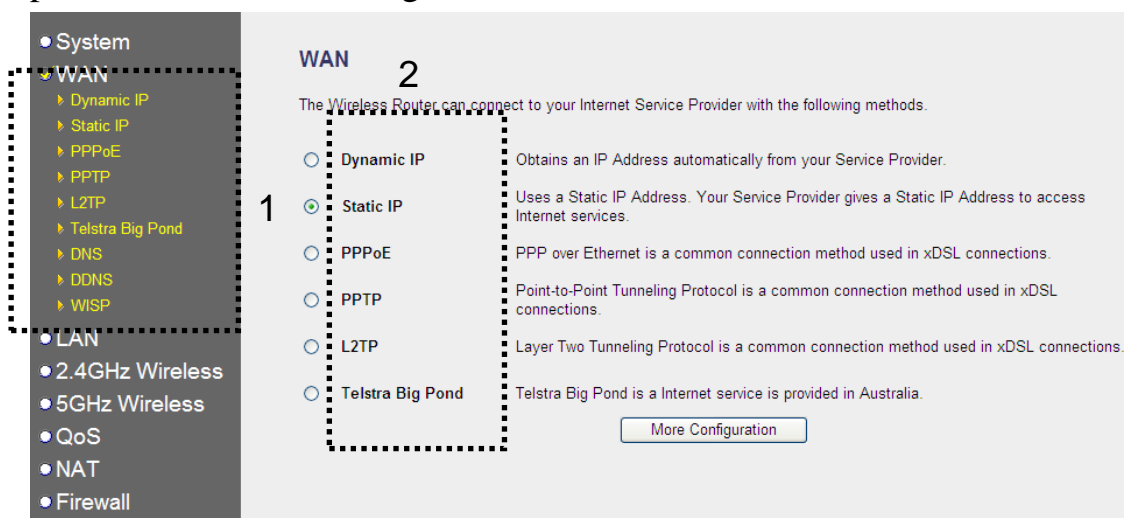 System
WAN
Dynamic IP
Static IP
PPPoE
PPTP
L2TP
Telstra Big Pond
DNS
DDNS
WISP
LAN
2.4GHz Wireless
5GHz Wireless
QoS
NAT
Firewall
1
WAN
2
The Wireless Router can connect to your Internet Service Provider with the following methods.
Dynamic IP Obtains an IP Address automatically from your Service Provider.
Static IP Uses a Static IP Address. Your Service Provider gives a Static IP Address to access
Internet services.
PPPoE PPP over Ethernet is a common connection method used in xDSL connections.
PPTP Point-to-Point Tunneling Protocol is a common connection method used in xDSL
connections.
L2TP Layer Two Tunneling Protocol is a common connection method used in xDSL connections.
Telstra Big Pond Telstra Big Pond is a Internet service is provided in Australia.
More Configuration